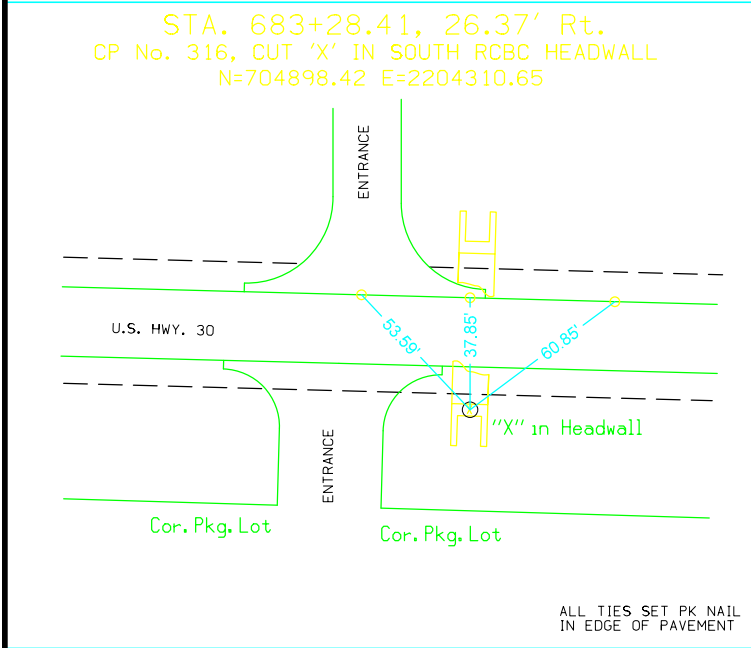 STA. 683+28.41, 26.37' Rt.
CP No. 316, CUT 'X' IN SOUTH RCBC HEADWALL
N=704898.42 E=2204310.65
ENTRANCE
53.59'
37.85'
60.85'
U.S. HWY. 30
"X" in Headwall
ENTRANCE
Cor. Pkg. Lot
Cor. Pkg. Lot
ALL TIES SET PK NAIL
IN EDGE OF PAVEMENT